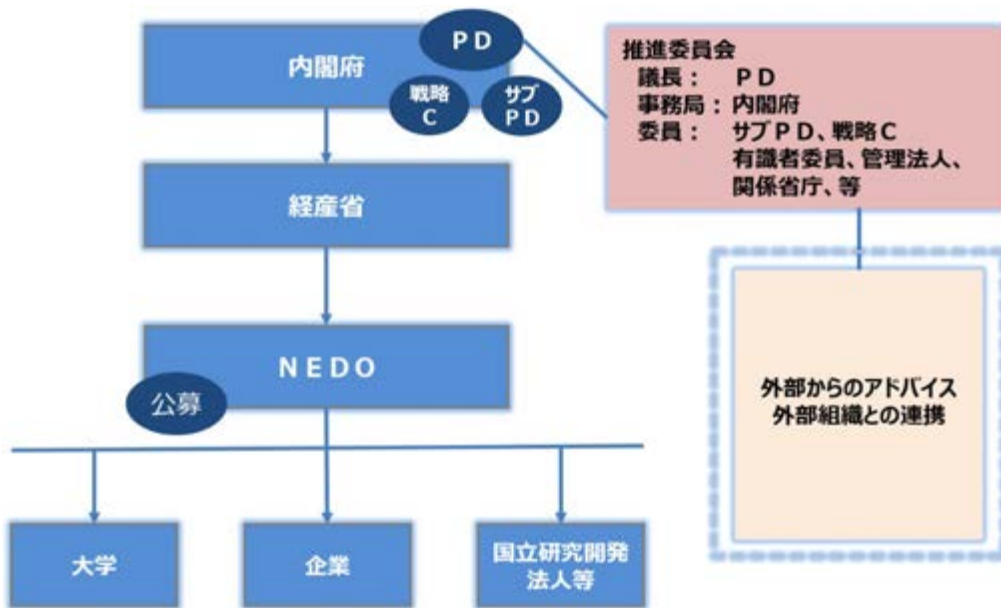 内閣府
PD
戦略
C
サブ
PD
経産省
NEDO
公募
大学
企業
国立研究開発
法人等
推進委員会
議長： PD
事務局：内閣府
委員： サブPD、戦略C
有識者委員、管理法人、
関係省庁、等
外部からのアドバイス
外部組織との連携